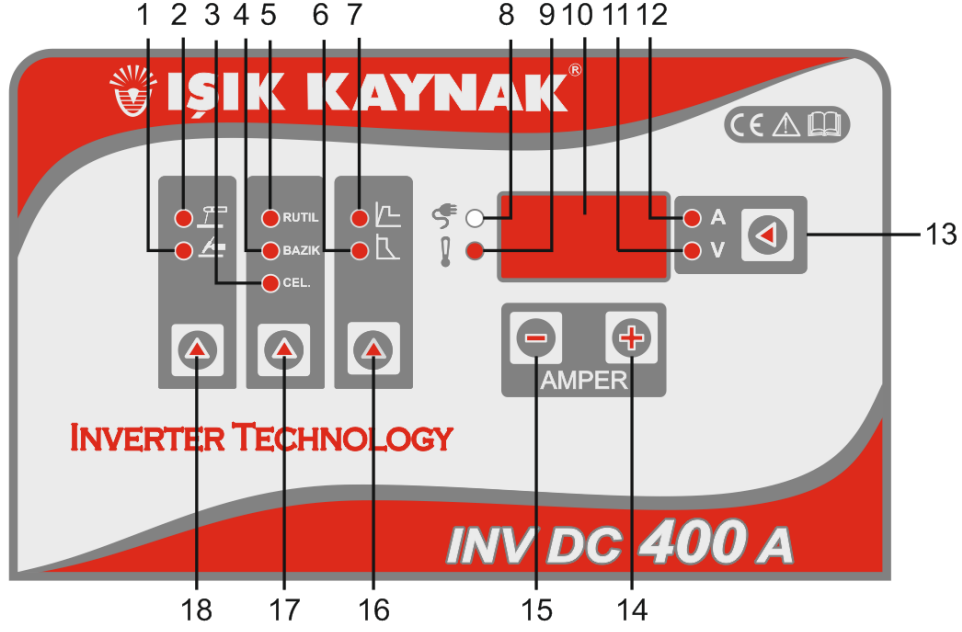 1 2 3 4 5 6 7 8 9 10 11 12
IŞIK KAYNAK®
CE
RUTIL
BAZIK
CEL.
A
V
13
AMPER
INVERTER TECHNOLOGY
INV DC 400 A
18 17 16 15 14